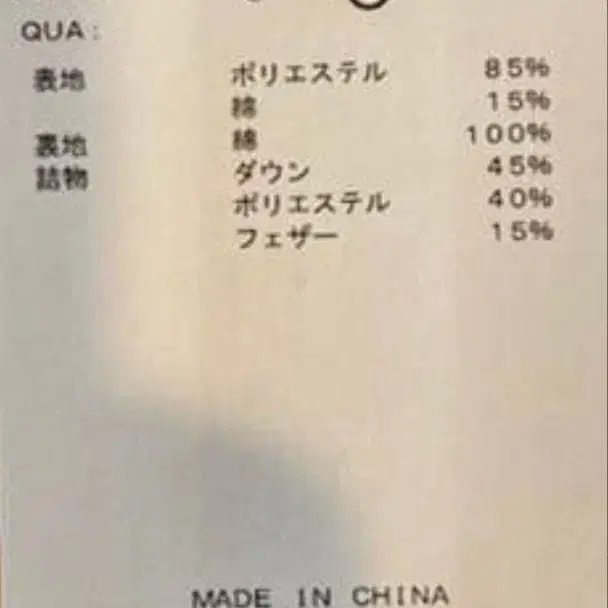 QUA:
表地 ポリエステル 85%
綿 15%
裏地 綿 100%
詰物 ダウン 45%
ポリエステル 40%
フェザー 15%
MADE IN CHINA